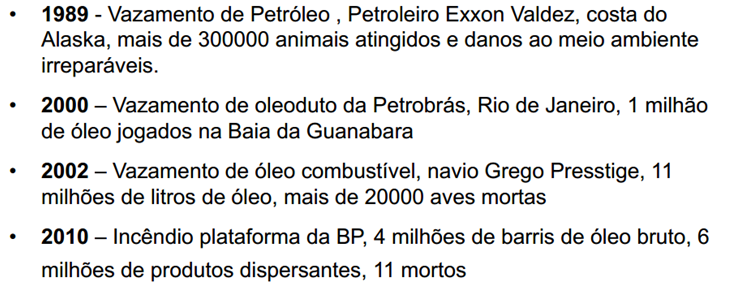 • 1989 - Vazamento de Petróleo , Petroleiro Exxon Valdez, costa do
Alaska, mais de 300000 animais atingidos e danos ao meio ambiente
irreparáveis.
• 2000 – Vazamento de oleoduto da Petrobrás, Rio de Janeiro, 1 milhão
de óleo jogados na Baia da Guanabara
• 2002 – Vazamento de óleo combustível, navio Grego Presstige, 11
milhões de litros de óleo, mais de 20000 aves mortas
• 2010 – Incêndio plataforma da BP, 4 milhões de barris de óleo bruto, 6
milhões de produtos dispersantes, 11 mortos